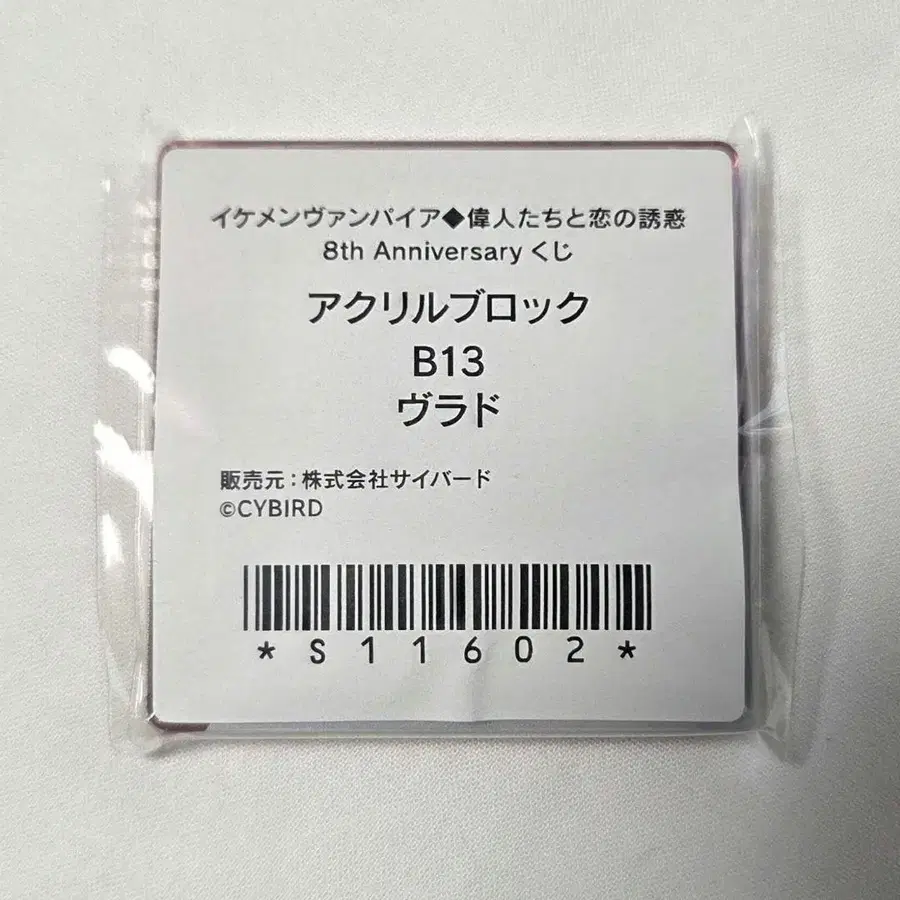 イケメンヴァンパイア◆偉人たちと恋の誘惑
8th Anniversary くじ
アクリルブロック
B13
ヴラド
販売元：株式会社サイバード
©CYBIRD
*S11602*